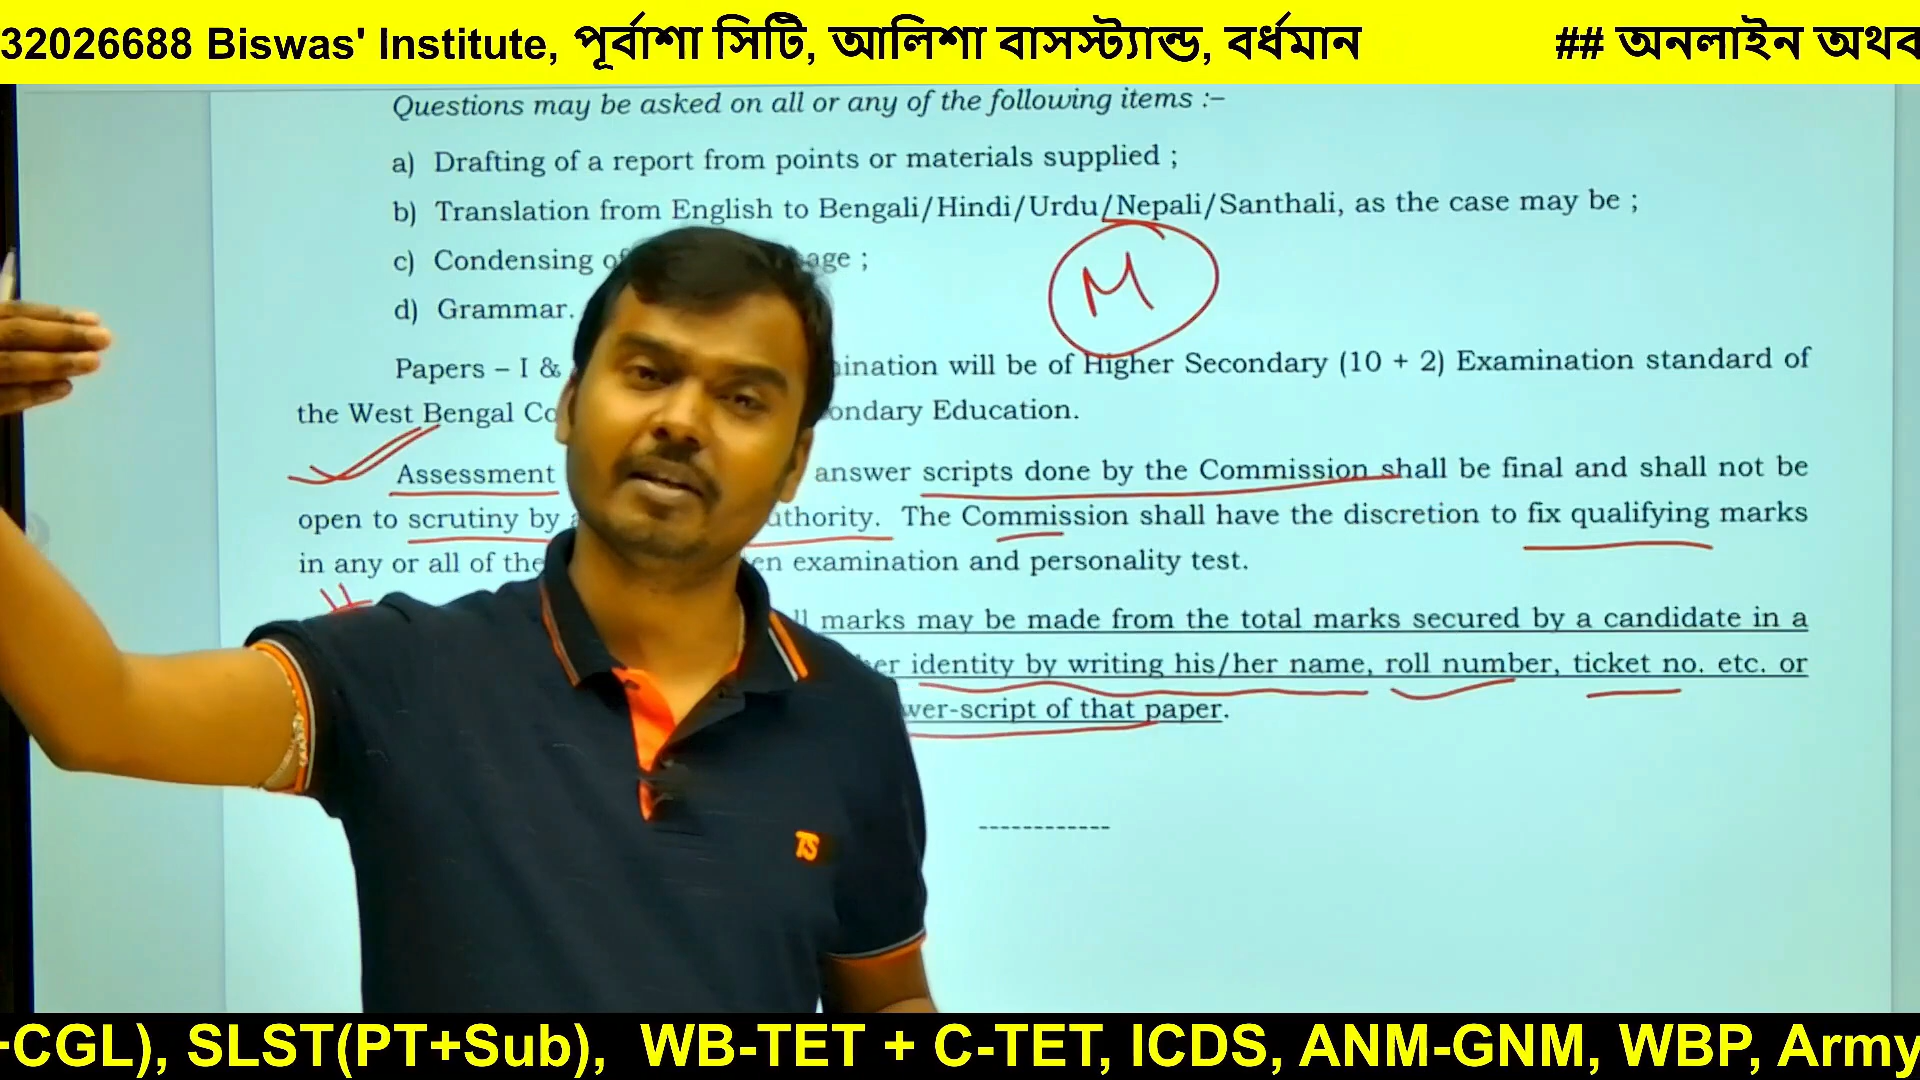 32026688 Biswas' Institute, পূর্বাশা সিটি, আলিশা বাসস্ট্যান্ড, বর্ধমান ## অনলাইন অথব
Questions may be asked on all or any of the following items :–
a) Drafting of a report from points or materials supplied ;
b) Translation from English to Bengali/Hindi/Urdu/Nepali/Santhali, as the case may be ;
c) Condensing age ;
M
d) Grammar.
Papers – I & ination will be of Higher Secondary (10 + 2) Examination standard of
the West Bengal Co ondary Education.
Assessment answer scripts done by the Commission shall be final and shall not be
open to scrutiny by uthority. The Commission shall have the discretion to fix qualifying marks
in any or all of the en examination and personality test.
ll marks may be made from the total marks secured by a candidate in a
er identity by writing his/her name, roll number, ticket no. etc. or
wer-script of that paper.
------------
TS
-CGL), SLST(PT+Sub), WB-TET + C-TET, ICDS, ANM-GNM, WBP, Army